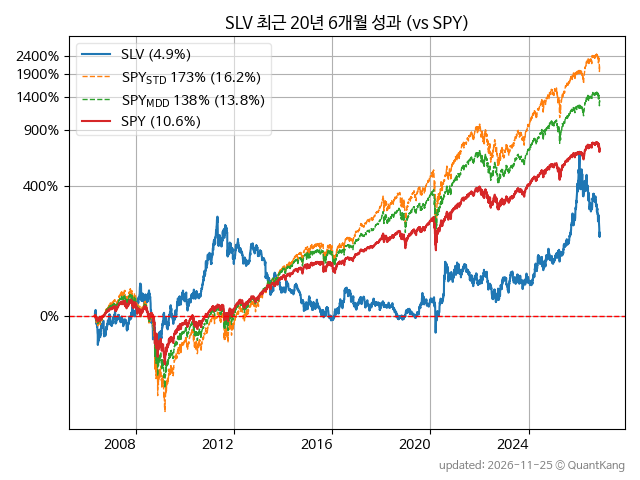 SLV 최근 20년 6개월 성과 (vs SPY)
SLV (4.9%)
SPY_STD 173% (16.2%)
SPY_MDD 138% (13.8%)
SPY (10.6%)
2400%
1900%
1400%
900%
400%
0%
2008
2012
2016
2020
2024
updated: 2026-11-25 © QuantKang